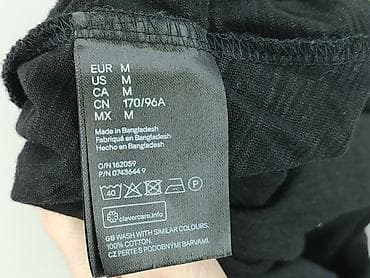 EUR M
US M
CA M
CN 170/96A
MX M
Made in Bangladesh
Fabriqué en Bangladesh
Hecho en Bangladesh
O/N 162059
P/N 0743644 9
40 P
clevercare.info
GB WASH WITH SIMILAR COLOURS.
100% COTTON.
CZ PERTE S PODOBNÝMI BARVAMI.